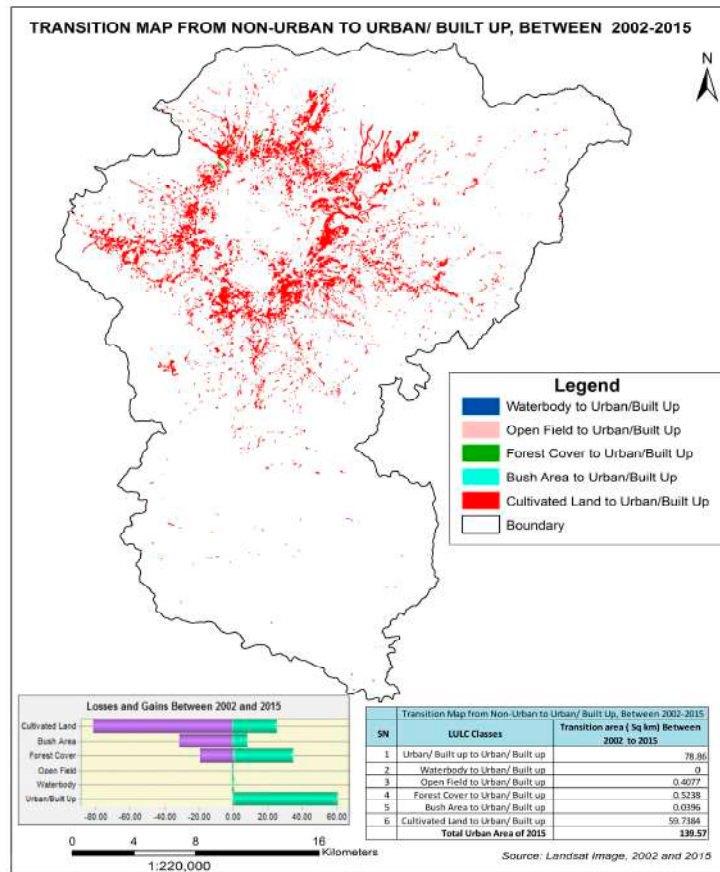 TRANSITION MAP FROM NON-URBAN TO URBAN/ BUILT UP, BETWEEN 2002-2015
N
Legend
Waterbody to Urban/Built Up
Open Field to Urban/Built Up
Forest Cover to Urban/Built Up
Bush Area to Urban/Built Up
Cultivated Land to Urban/Built Up
Boundary
Losses and Gains Between 2002 and 2015
Cultivated Land
Bush Area
Forest Cover
Open Field
Waterbody
Urban/Built Up
-80.00 -60.00 -40.00 -20.00 0.00 20.00 40.00 60.00
Transition Map from Non-Urban to Urban/ Built Up, Between 2002-2015
SN LULC Classes Transition area ( Sq km) Between
2002 to 2015
1 Urban/ Built up to Urban/ Built up 78.86
2 Waterbody to Urban/ Built up 0
3 Open Field to Urban/ Built up 0.4077
4 Forest Cover to Urban/ Built up 0.5238
5 Bush Area to Urban/ Built up 0.0396
6 Cultivated Land to Urban/ Built up 59.7384
Total Urban Area of 2015 139.57
0 4 8 16
Kilometers
1:220,000
Source: Landsat Image, 2002 and 2015